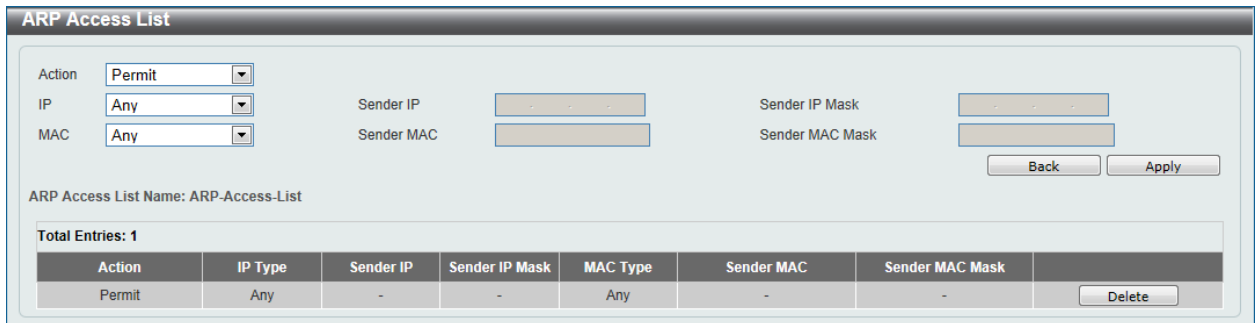 ARP Access List
Action Permit
IP Any Sender IP Sender IP Mask
MAC Any Sender MAC Sender MAC Mask
Back Apply
ARP Access List Name: ARP-Access-List
Total Entries: 1
Action IP Type Sender IP Sender IP Mask MAC Type Sender MAC Sender MAC Mask
Permit Any - - Any - - Delete